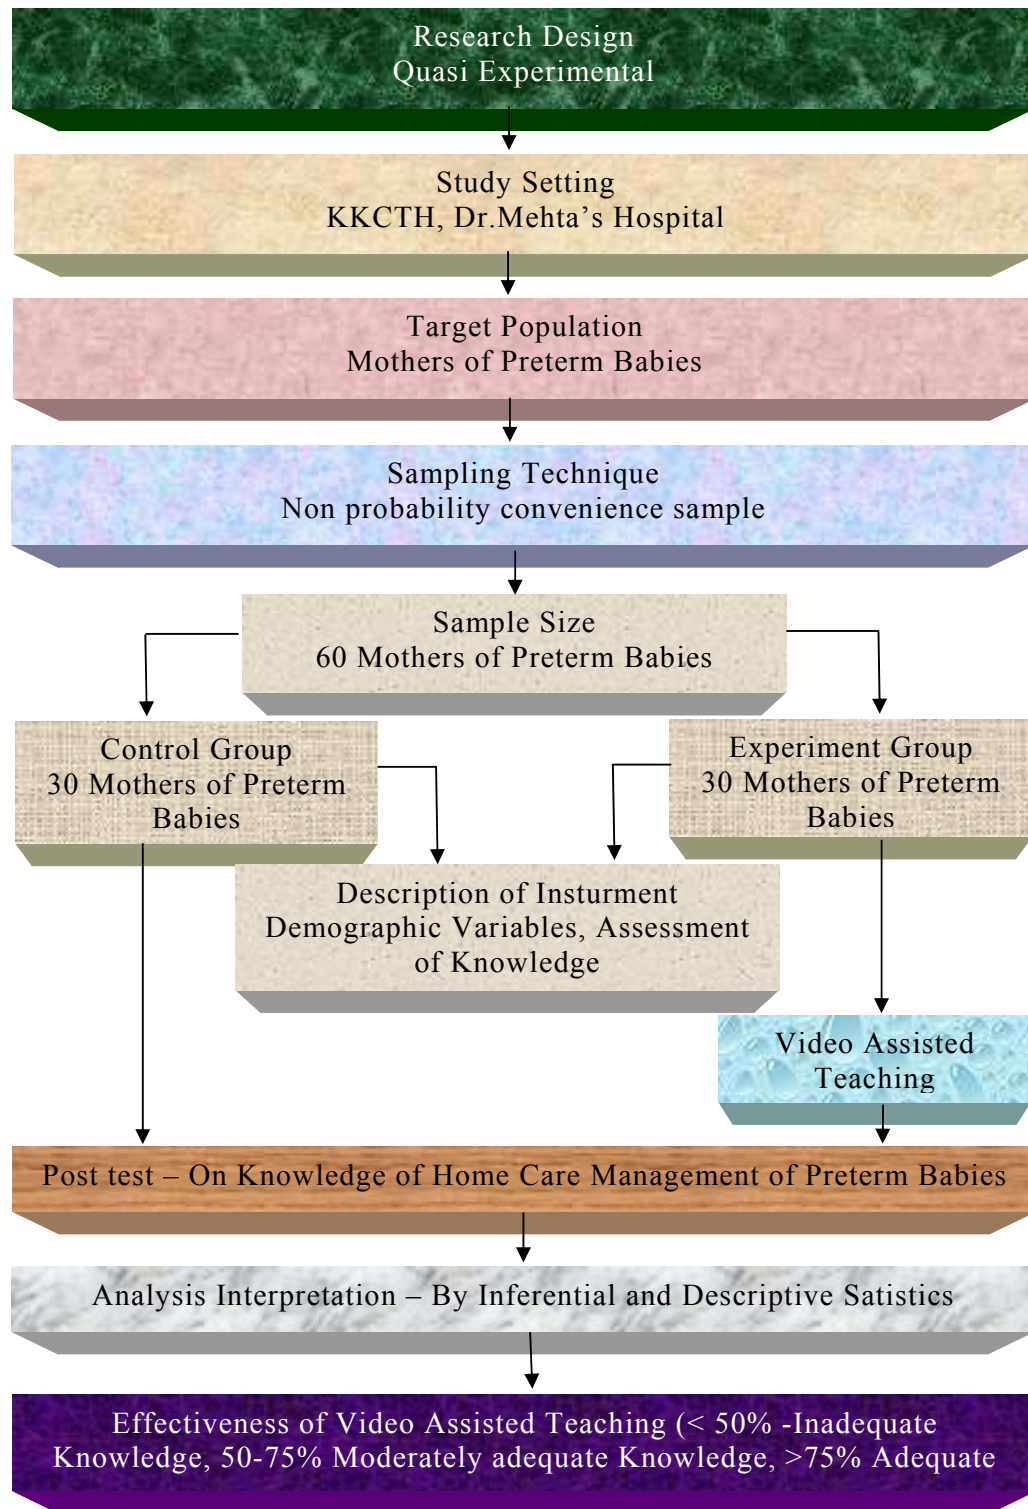 Research Design
Quasi Experimental
Study Setting
KKCTH, Dr.Mehta’s Hospital
Target Population
Mothers of Preterm Babies
Sampling Technique
Non probability convenience sample
Sample Size
60 Mothers of Preterm Babies
Control Group
30 Mothers of Preterm
Babies
Experiment Group
30 Mothers of Preterm
Babies
Description of Insturment
Demographic Variables, Assessment
of Knowledge
Video Assisted
Teaching
Post test – On Knowledge of Home Care Management of Preterm Babies
Analysis Interpretation – By Inferential and Descriptive Satistics
Effectiveness of Video Assisted Teaching (< 50% -Inadequate
Knowledge, 50-75% Moderately adequate Knowledge, >75% Adequate